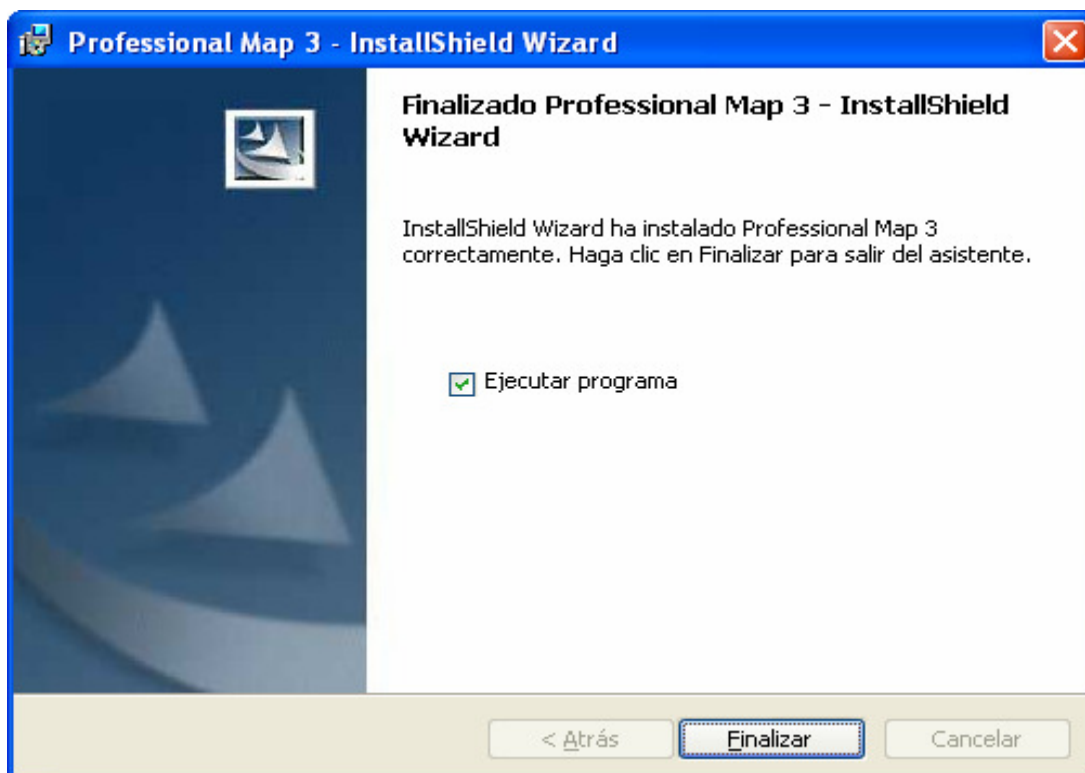 Professional Map 3 - InstallShield Wizard
Finalizado Professional Map 3 - InstallShield
Wizard
InstallShield Wizard ha instalado Professional Map 3
correctamente. Haga clic en Finalizar para salir del asistente.
Ejecutar programa
< Atrás Finalizar Cancelar